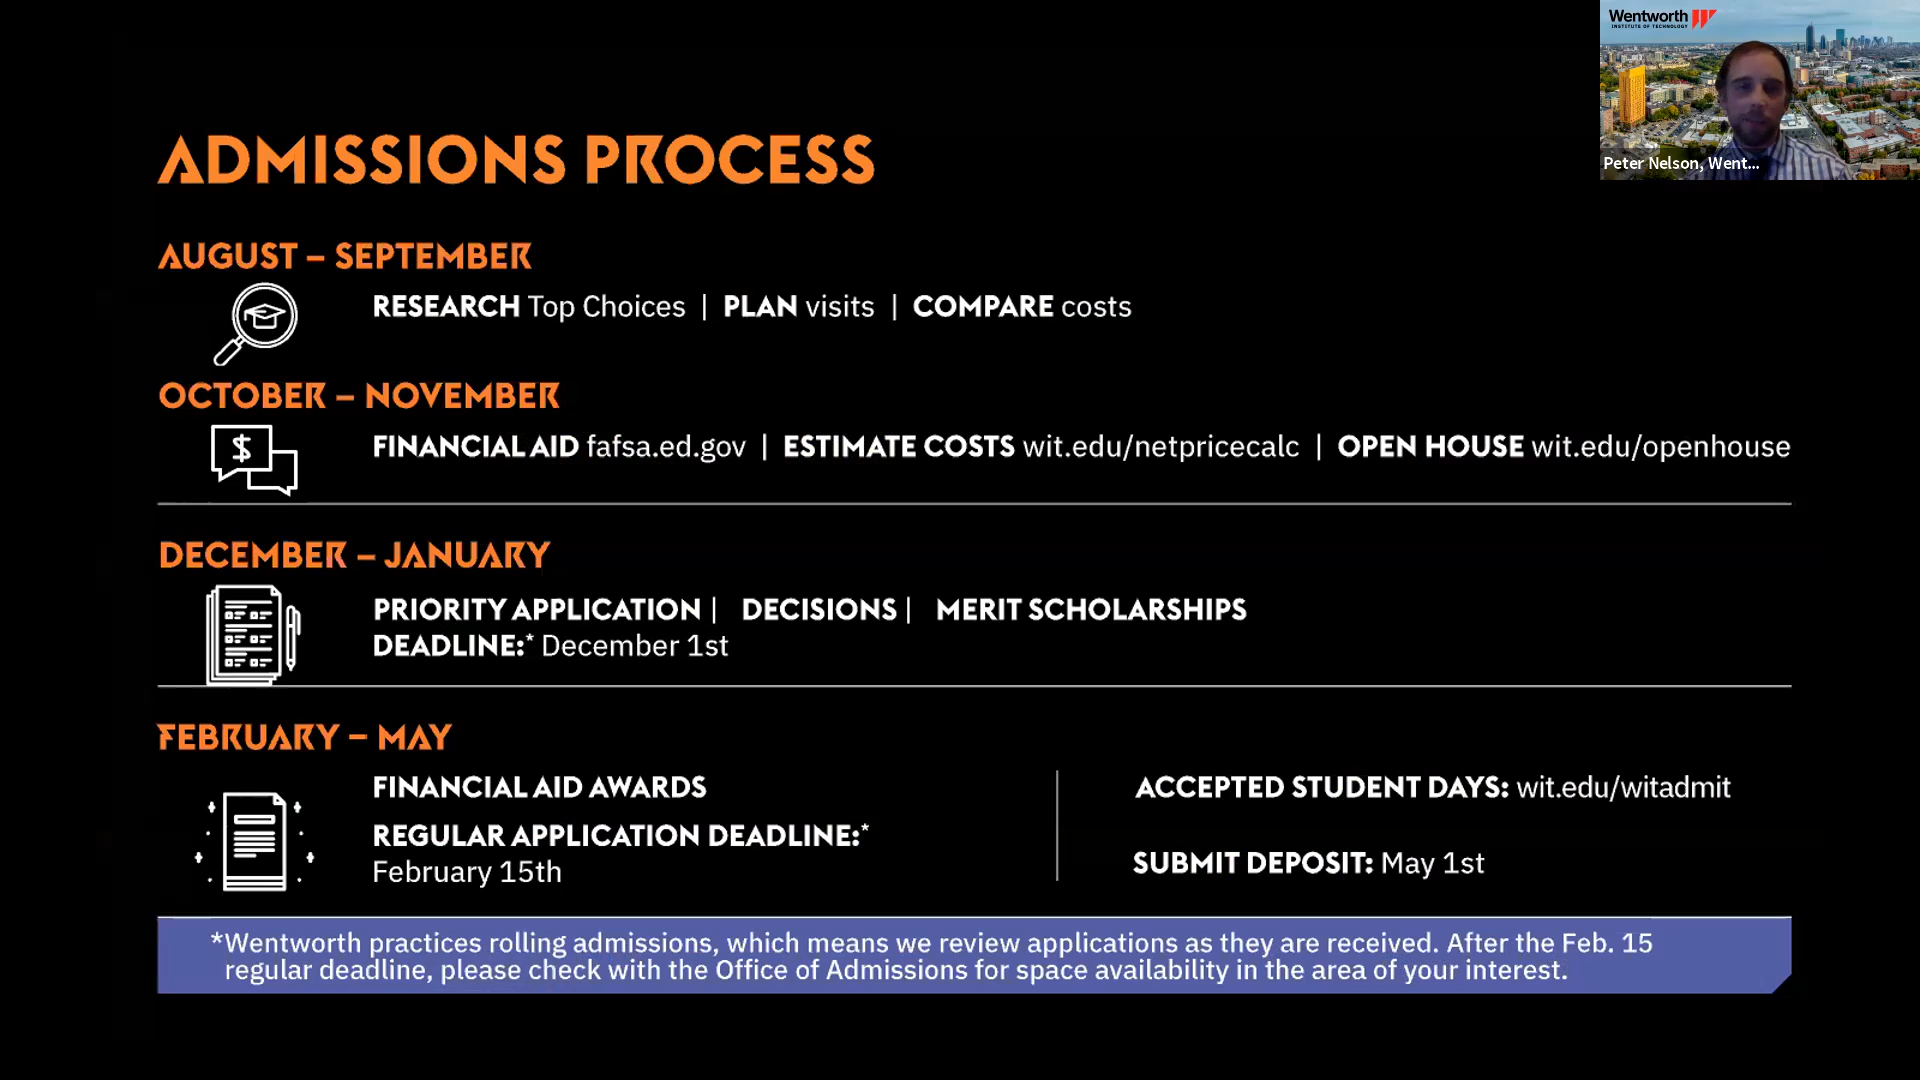 Wentworth
INSTITUTE OF TECHNOLOGY
Peter Nelson, Went...
ADMISSIONS PROCESS
AUGUST – SEPTEMBER
RESEARCH Top Choices | PLAN visits | COMPARE costs
OCTOBER – NOVEMBER
$
FINANCIAL AID fafsa.ed.gov | ESTIMATE COSTS wit.edu/netpricecalc | OPEN HOUSE wit.edu/openhouse
DECEMBER – JANUARY
PRIORITY APPLICATION | DECISIONS | MERIT SCHOLARSHIPS
DEADLINE:* December 1st
FEBRUARY – MAY
FINANCIAL AID AWARDS
REGULAR APPLICATION DEADLINE:*
February 15th
ACCEPTED STUDENT DAYS: wit.edu/witadmit
SUBMIT DEPOSIT: May 1st
*Wentworth practices rolling admissions, which means we review applications as they are received. After the Feb. 15
regular deadline, please check with the Office of Admissions for space availability in the area of your interest.